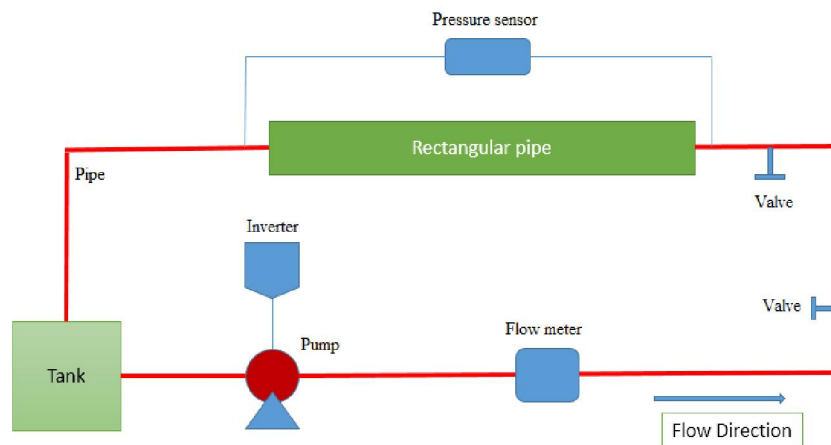 Pressure sensor
Rectangular pipe
Pipe
Valve
Inverter
Valve
Flow meter
Pump
Tank
Flow Direction